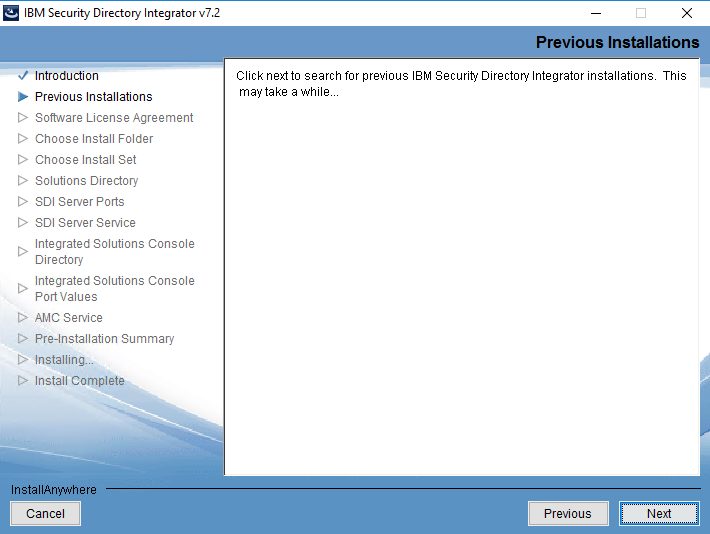 IBM Security Directory Integrator v7.2
Previous Installations
Introduction
Previous Installations
Software License Agreement
Choose Install Folder
Choose Install Set
Solutions Directory
SDI Server Ports
SDI Server Service
Integrated Solutions Console
Directory
Integrated Solutions Console
Port Values
AMC Service
Pre-Installation Summary
Installing...
Install Complete
Click next to search for previous IBM Security Directory Integrator installations.  This
may take a while...
InstallAnywhere
Cancel
Previous
Next